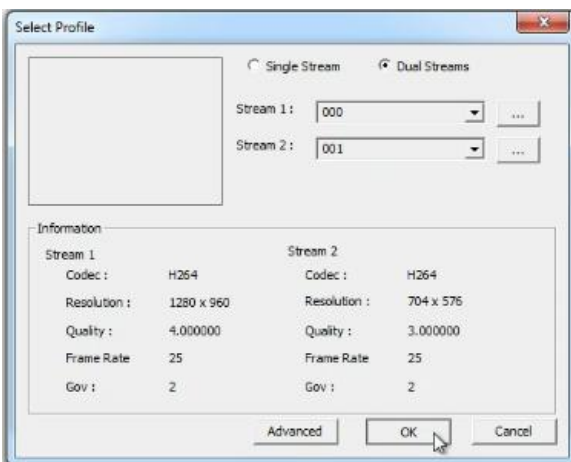 Select Profile
Single Stream Dual Streams
Stream 1 : 000 ...
Stream 2 : 001 ...
Information
Stream 1 Stream 2
Codec : H264 Codec : H264
Resolution : 1280 x 960 Resolution : 704 x 576
Quality : 4.000000 Quality : 3.000000
Frame Rate 25 Frame Rate 25
Gov : 2 Gov : 2
Advanced OK Cancel